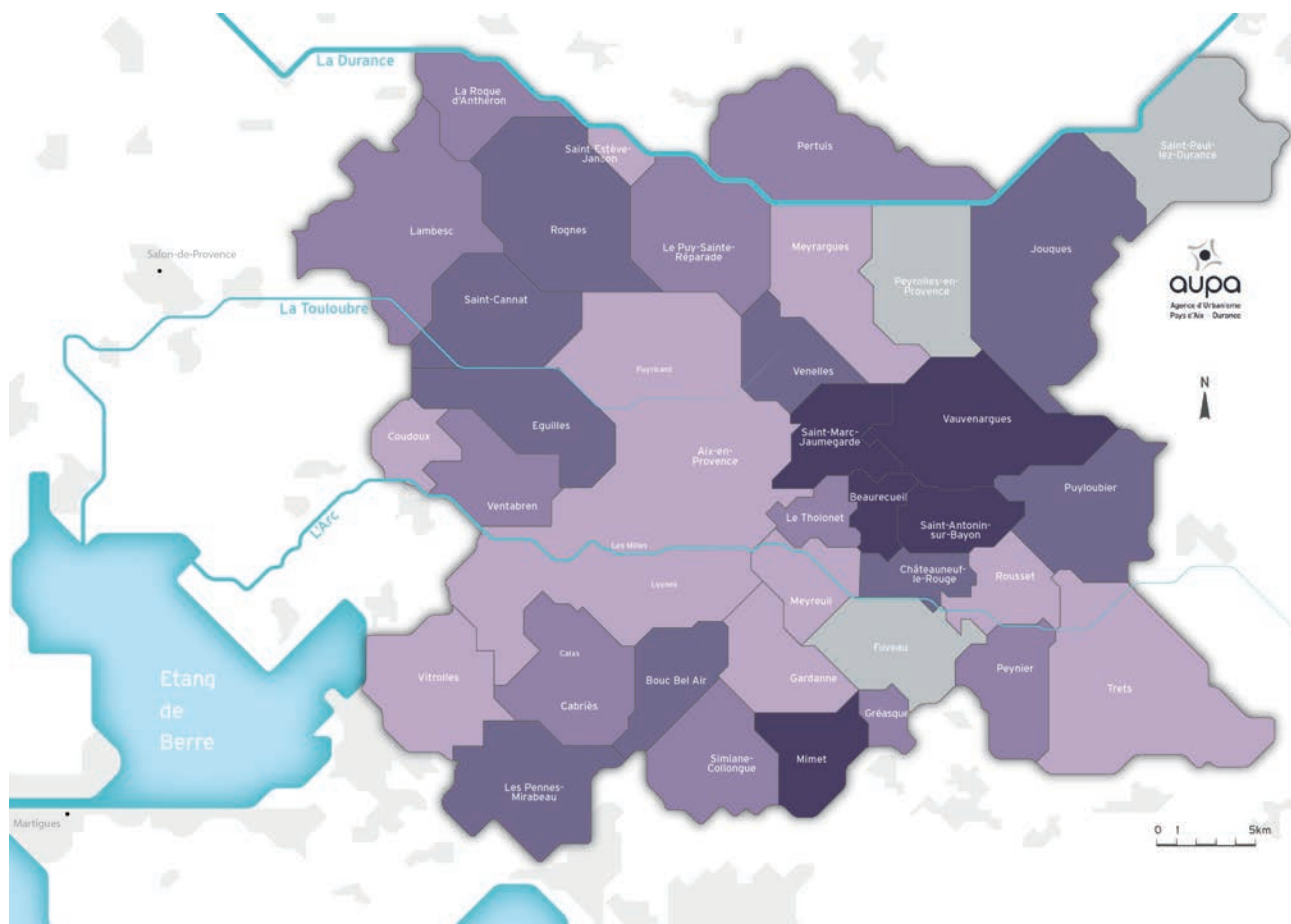 La Durance
La Roque
d'Anthéron
Saint Estève-
Janson
Pertuis
Saint-Paul-
lez-Durance
Lambesc
Rognes
Le Puy-Sainte-
Réparade
Meyrargues
Jouques
Salon-de-Provence
Peyrolles-en-
Provence
aupa
Agence d'Urbanisme
Pays d'Aix - Durance
La Touloubre
Saint-Cannat
Puyricard
Venelles
N
Eguilles
Vauvenargues
Coudoux
Saint-Marc-
Jaumegarde
Aix-en-
Provence
Puyloubier
Ventabren
Beaurecueil
L'Arc
Le Tholonet
Saint-Antonin-
sur-Bayon
Les Milles
Châteauneuf-
le-Rouge
Rousset
Luynes
Meyreuil
Fuveau
Calas
Vitrolles
Bouc Bel Air
Gardanne
Peynier
Trets
Etang
de
Berre
Cabriès
Gréasque
Simiane-
Collongue
Mimet
Les Pennes-
Mirabeau
Martigues
0 1 5km